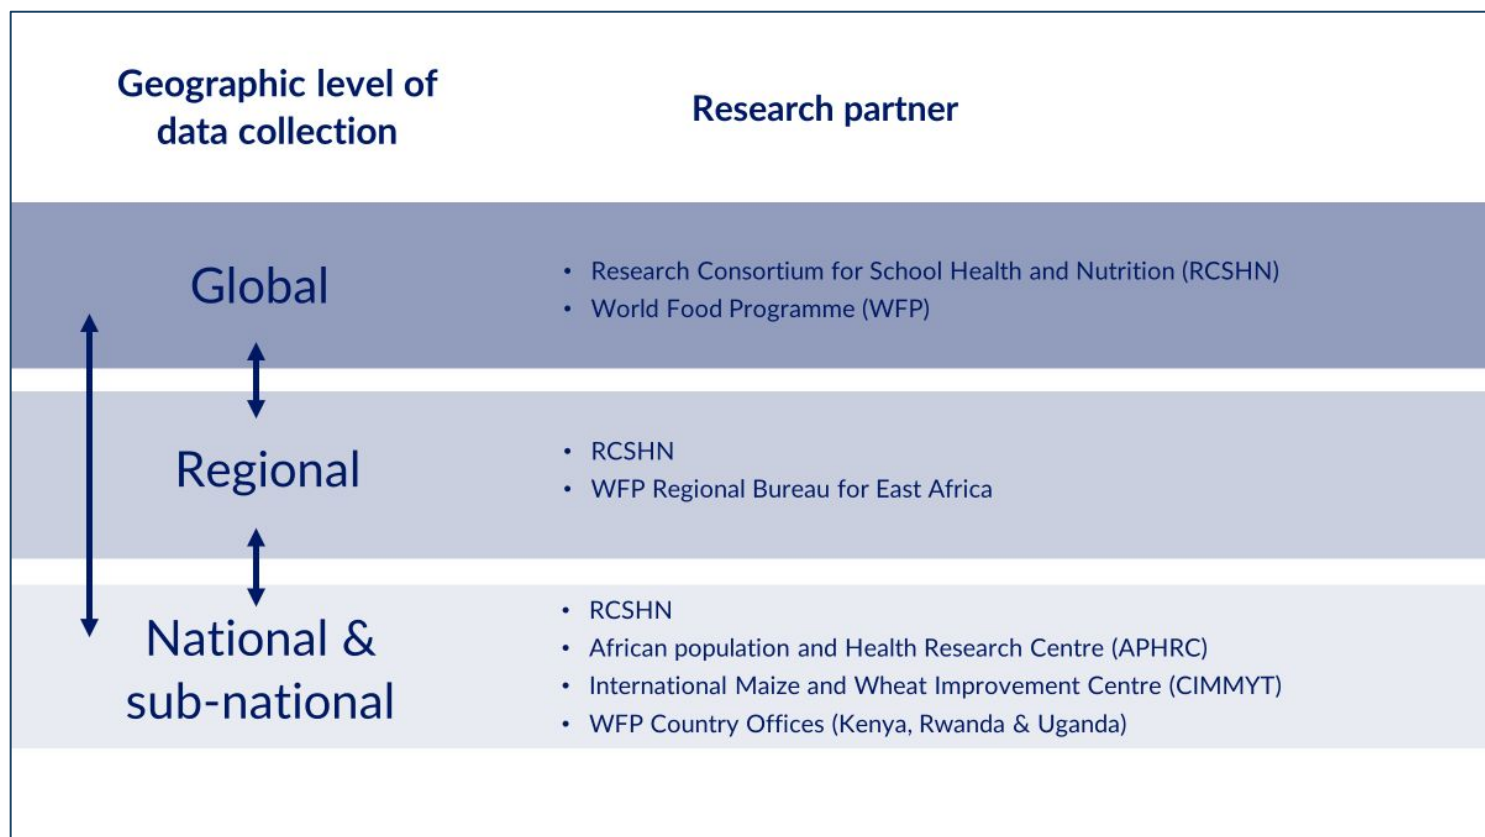 Geographic level of
data collection
Research partner
Global
• Research Consortium for School Health and Nutrition (RCSHN)
• World Food Programme (WFP)
Regional
• RCSHN
• WFP Regional Bureau for East Africa
National &
sub-national
• RCSHN
• African population and Health Research Centre (APHRC)
• International Maize and Wheat Improvement Centre (CIMMYT)
• WFP Country Offices (Kenya, Rwanda & Uganda)